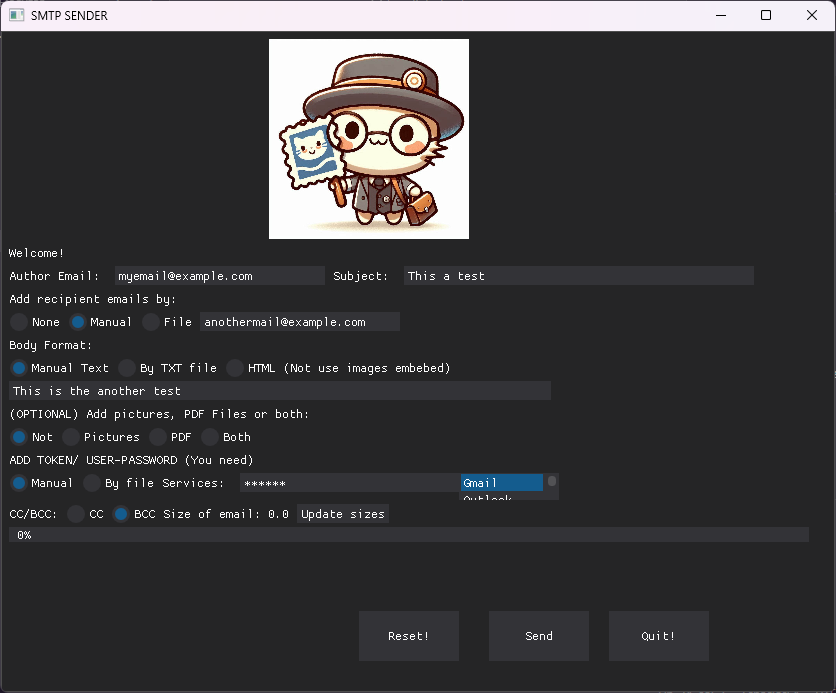 SMTP SENDER
Welcome!
Author Email: myemail@example.com Subject: This a test
Add recipient emails by:
None Manual File anothermail@example.com
Body Format:
Manual Text By TXT file HTML (Not use images embebed)
This is the another test
(OPTIONAL) Add pictures, PDF Files or both:
Not Pictures PDF Both
ADD TOKEN/ USER-PASSWORD (You need)
Manual By file Services: ****** Gmail
Outlook
CC/BCC: CC BCC Size of email: 0.0 Update sizes
0%
Reset! Send Quit!